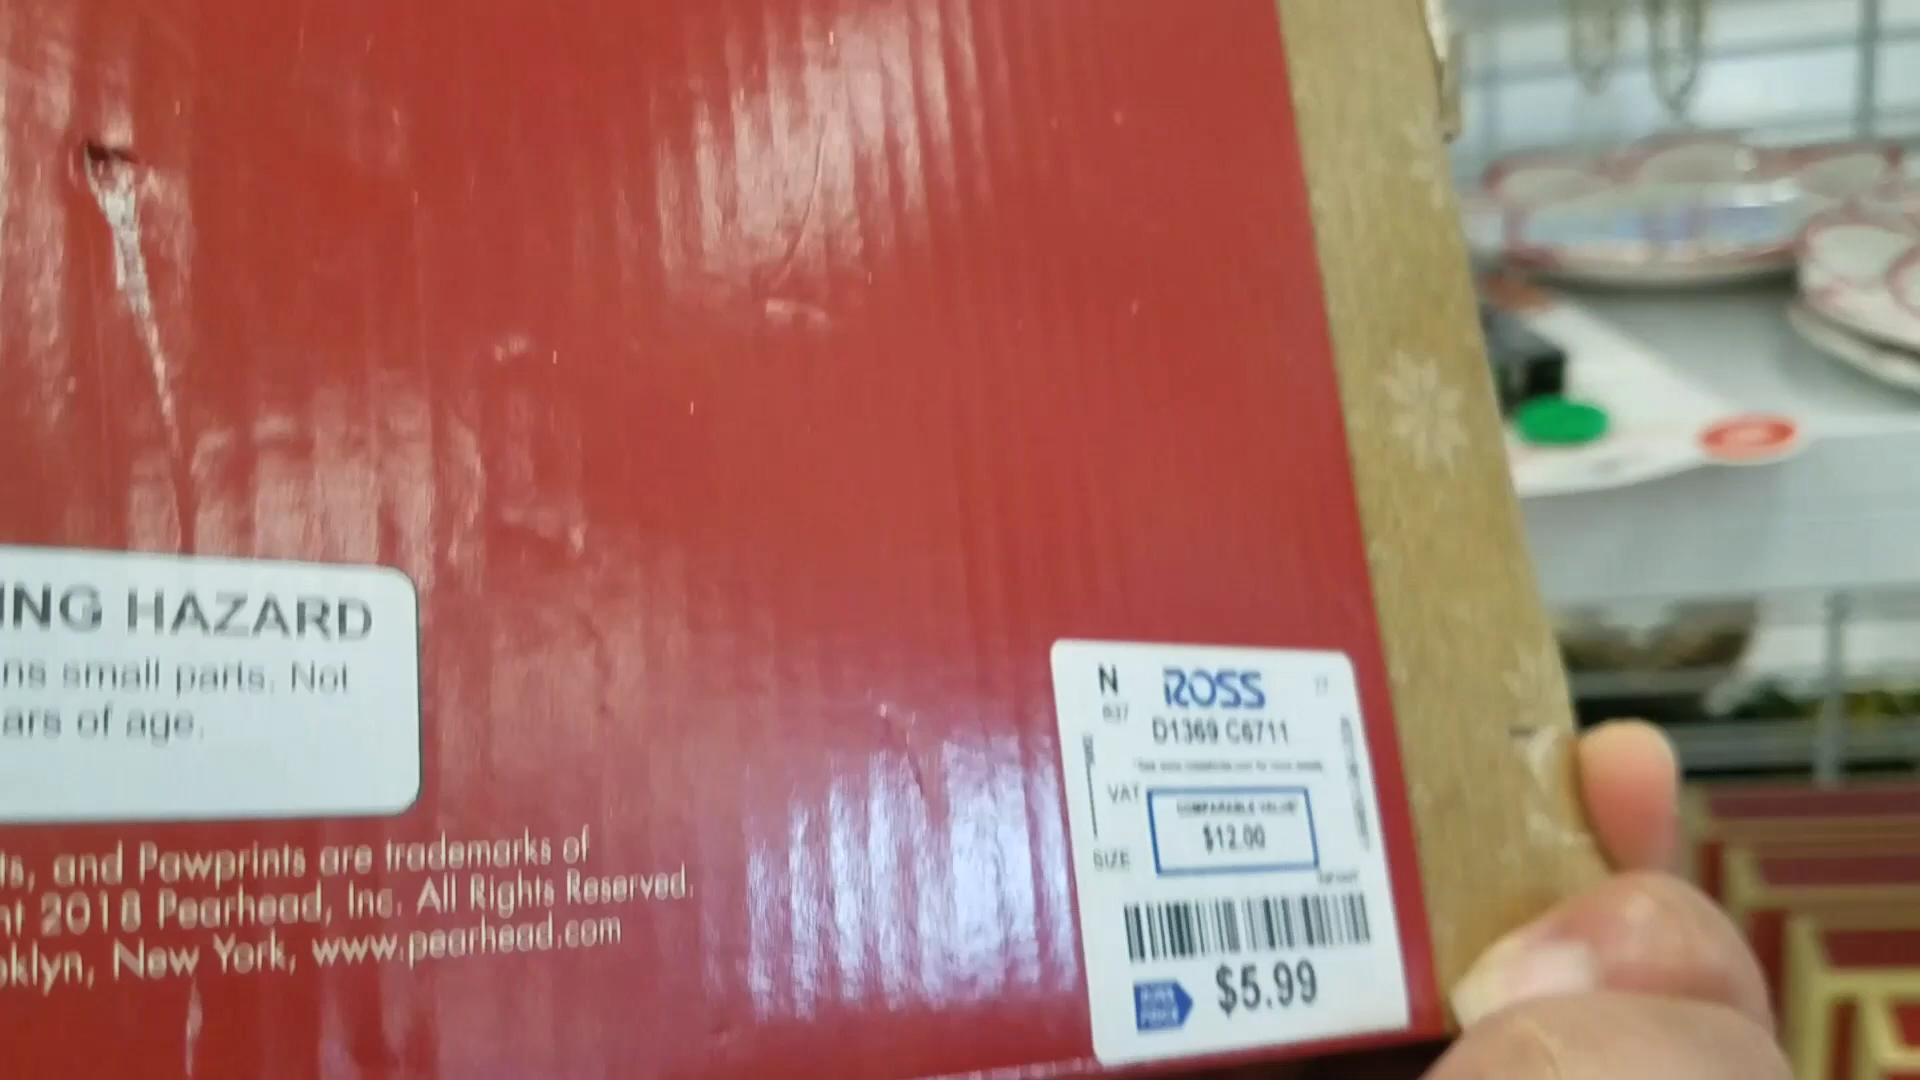 ING HAZARD
ns small parts. Not
ars of age.
ts, and Pawprints are trademarks of
nt 2018 Pearhead, Inc. All Rights Reserved.
oklyn, New York, www.pearhead.com
N ROSS
D1369 C6711
VAT
COMPARABLE VALUE*
$12.00
SIZE
$5.99